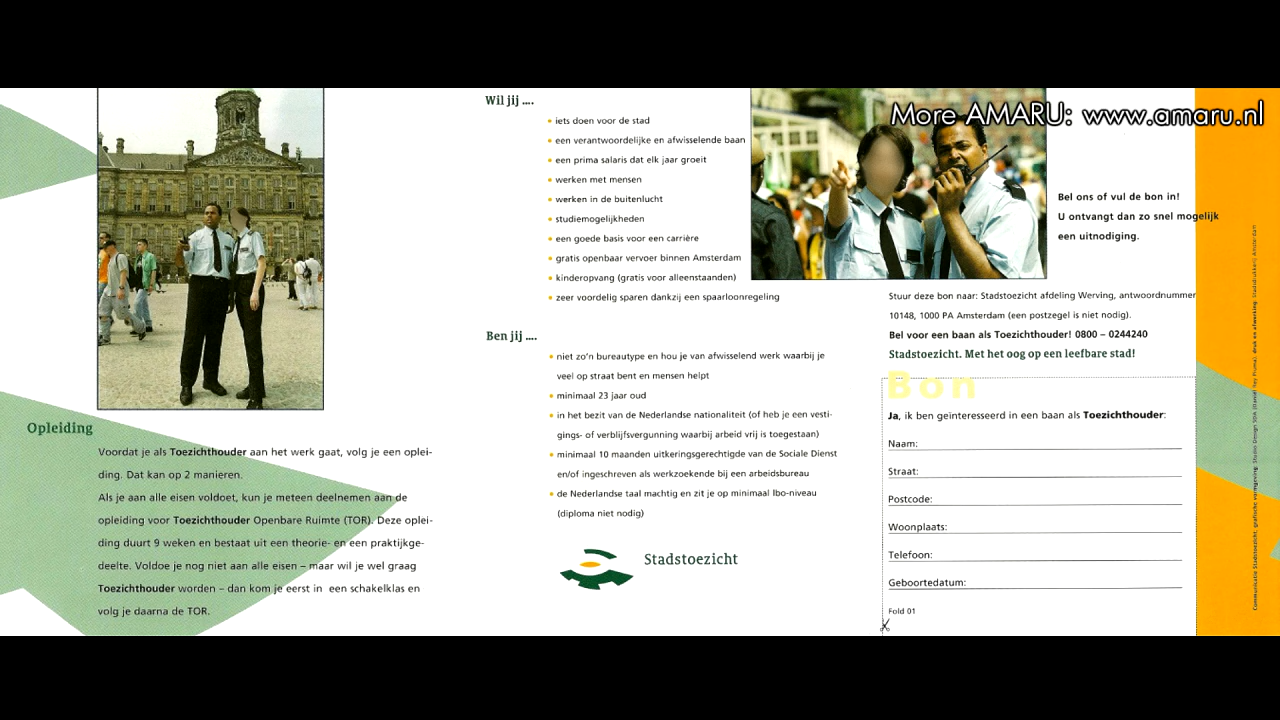 More AMARU: www.amaru.nl
Opleiding
Voordat je als Toezichthouder aan het werk gaat, volg je een oplei-
ding. Dat kan op 2 manieren.
Als je aan alle eisen voldoet, kun je meteen deelnemen aan de
opleiding voor Toezichthouder Openbare Ruimte (TOR). Deze oplei-
ding duurt 9 weken en bestaat uit een theorie- en een praktijkge-
deelte. Voldoe je nog niet aan alle eisen – maar wil je wel graag
Toezichthouder worden – dan kom je eerst in een schakelklas en
volg je daarna de TOR.
Wil jij ....
• iets doen voor de stad
• een verantwoordelijke en afwisselende baan
• een prima salaris dat elk jaar groeit
• werken met mensen
• werken in de buitenlucht
• studiemogelijkheden
• een goede basis voor een carrière
• gratis openbaar vervoer binnen Amsterdam
• kinderopvang (gratis voor alleenstaanden)
• zeer voordelig sparen dankzij een spaarloonregeling
Ben jij ....
• niet zo'n bureautype en hou je van afwisselend werk waarbij je
veel op straat bent en mensen helpt
• minimaal 23 jaar oud
• in het bezit van de Nederlandse nationaliteit (of heb je een vesti-
gings- of verblijfsvergunning waarbij arbeid vrij is toegestaan)
• minimaal 10 maanden uitkeringsgerechtigde van de Sociale Dienst
en/of ingeschreven als werkzoekende bij een arbeidsbureau
• de Nederlandse taal machtig en zit je op minimaal lbo-niveau
(diploma niet nodig)
Stadstoezicht
Bel ons of vul de bon in!
U ontvangt dan zo snel mogelijk
een uitnodiging.
Stuur deze bon naar: Stadstoezicht afdeling Werving, antwoordnummer
10148, 1000 PA Amsterdam (een postzegel is niet nodig).
Bel voor een baan als Toezichthouder! 0800 – 0244240
Stadstoezicht. Met het oog op een leefbare stad!
Bon
Ja, ik ben geïnteresseerd in een baan als Toezichthouder:
Naam:
Straat:
Postcode:
Woonplaats:
Telefoon:
Geboortedatum:
Fold 01